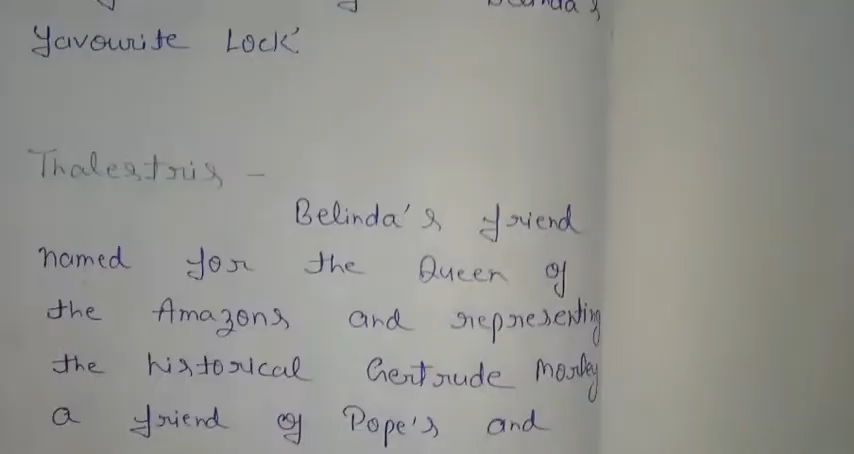 Belinda's
favourite Lock
Thalestris -
Belinda's friend
named for the Queen of
the Amazons and representing
the historical Gertrude Morley
a friend of Pope's and